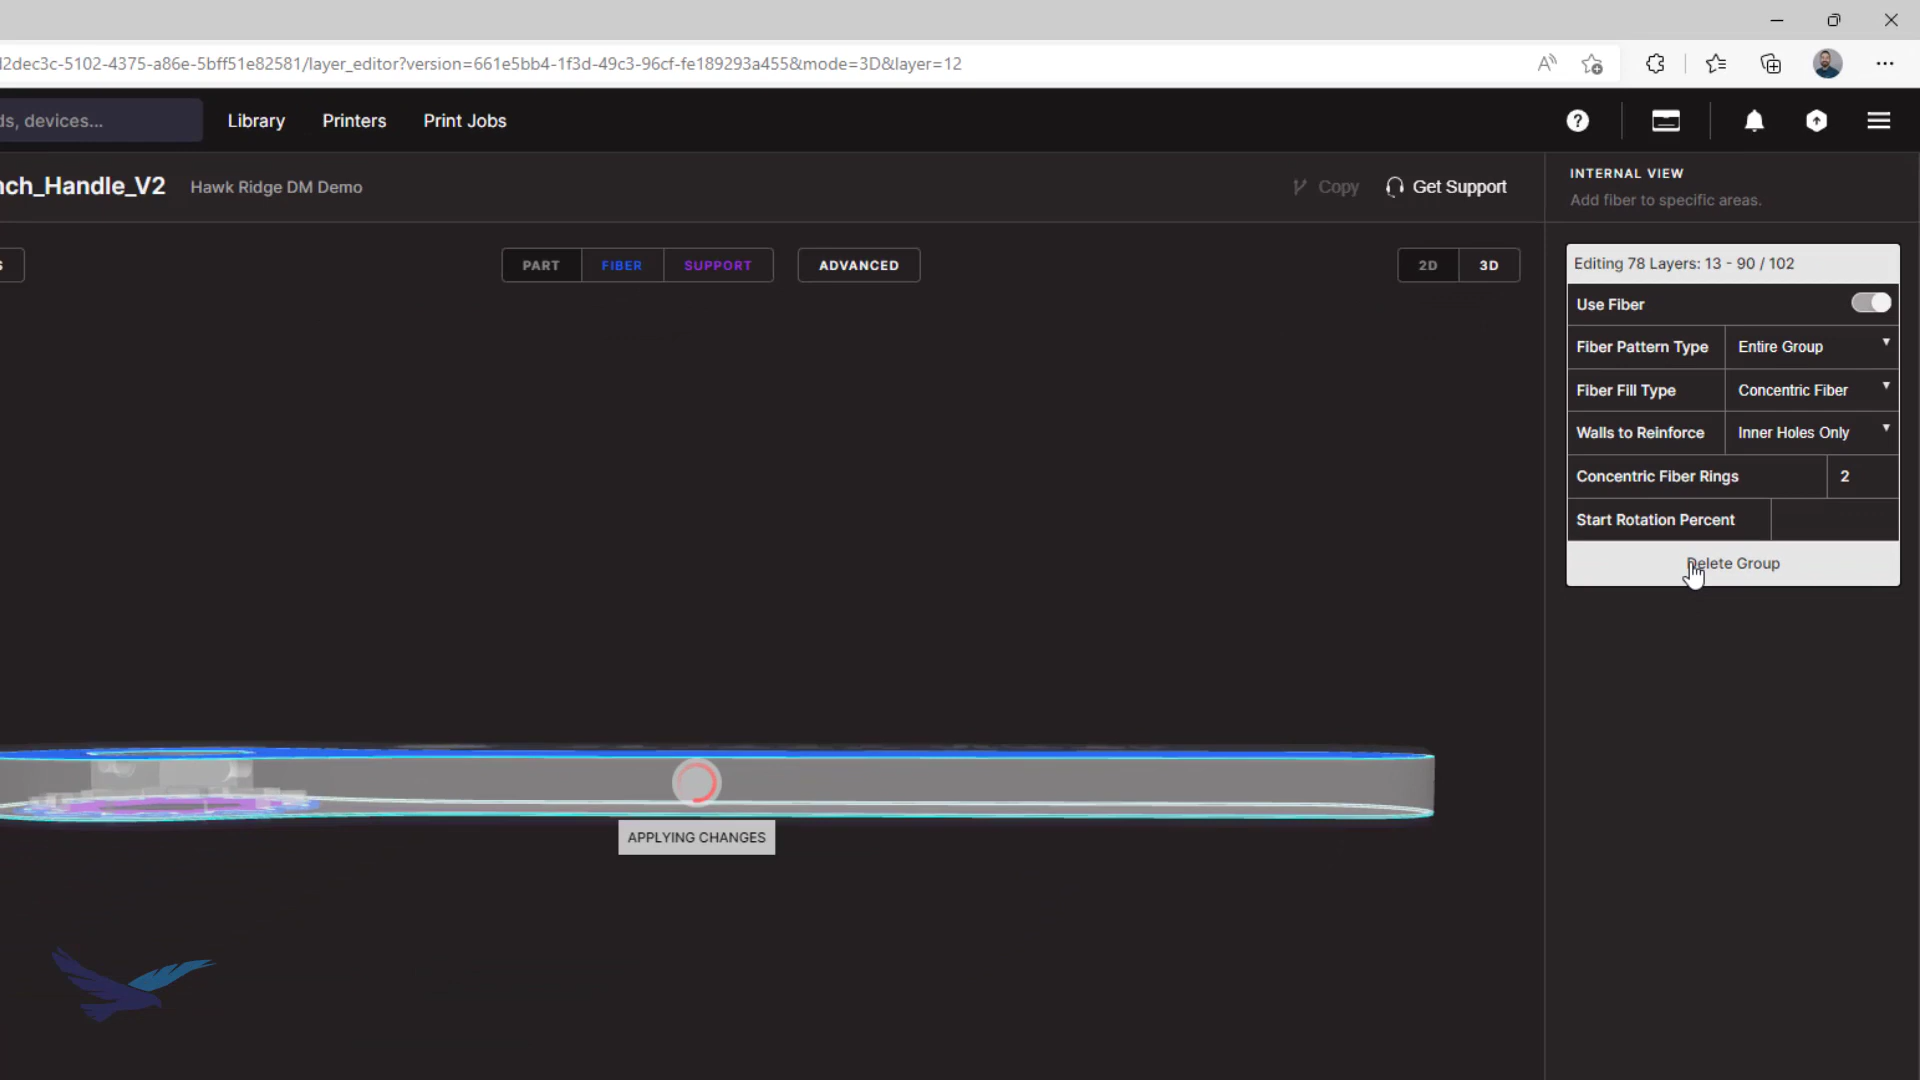 l2dec3c-5102-4375-a86e-5bff51e82581/layer_editor?version=661e5bb4-1f3d-49c3-96cf-fe189293a455&mode=3D&layer=12
ds, devices...
Library
Printers
Print Jobs
nch_Handle_V2
Hawk Ridge DM Demo
Copy
Get Support
INTERNAL VIEW
Add fiber to specific areas.
S
PART
FIBER
SUPPORT
ADVANCED
2D
3D
Editing 78 Layers: 13 - 90 / 102
Use Fiber
Fiber Pattern Type
Entire Group
Fiber Fill Type
Concentric Fiber
Walls to Reinforce
Inner Holes Only
Concentric Fiber Rings
2
Start Rotation Percent
Delete Group
APPLYING CHANGES